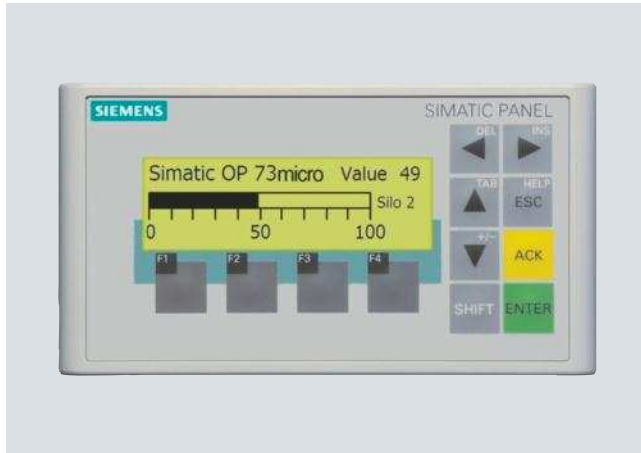 SIEMENS
SIMATIC PANEL
Simatic OP 73micro Value 49
Silo 2
0 50 100
F1 F2 F3 F4
DEL INS
TAB HELP
ESC
+/-
ACK
SHIFT ENTER